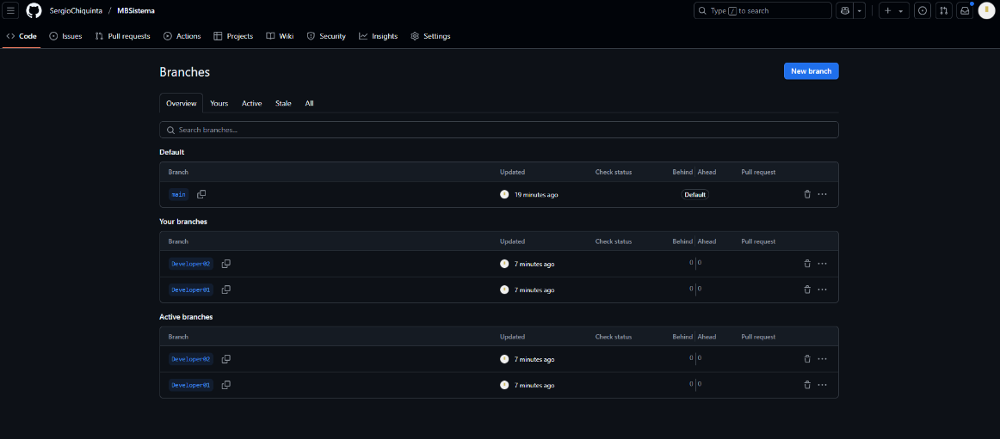 SergioChiquinta / MBSistema
Type / to search
Code Issues Pull requests Actions Projects Wiki Security Insights Settings
Branches
New branch
Overview Yours Active Stale All
Search branches...
Default
Branch Updated Check status Behind Ahead Pull request
main 19 minutes ago Default
Your branches
Branch Updated Check status Behind Ahead Pull request
Developer02 7 minutes ago 0 0
Developer01 7 minutes ago 0 0
Active branches
Branch Updated Check status Behind Ahead Pull request
Developer02 7 minutes ago 0 0
Developer01 7 minutes ago 0 0